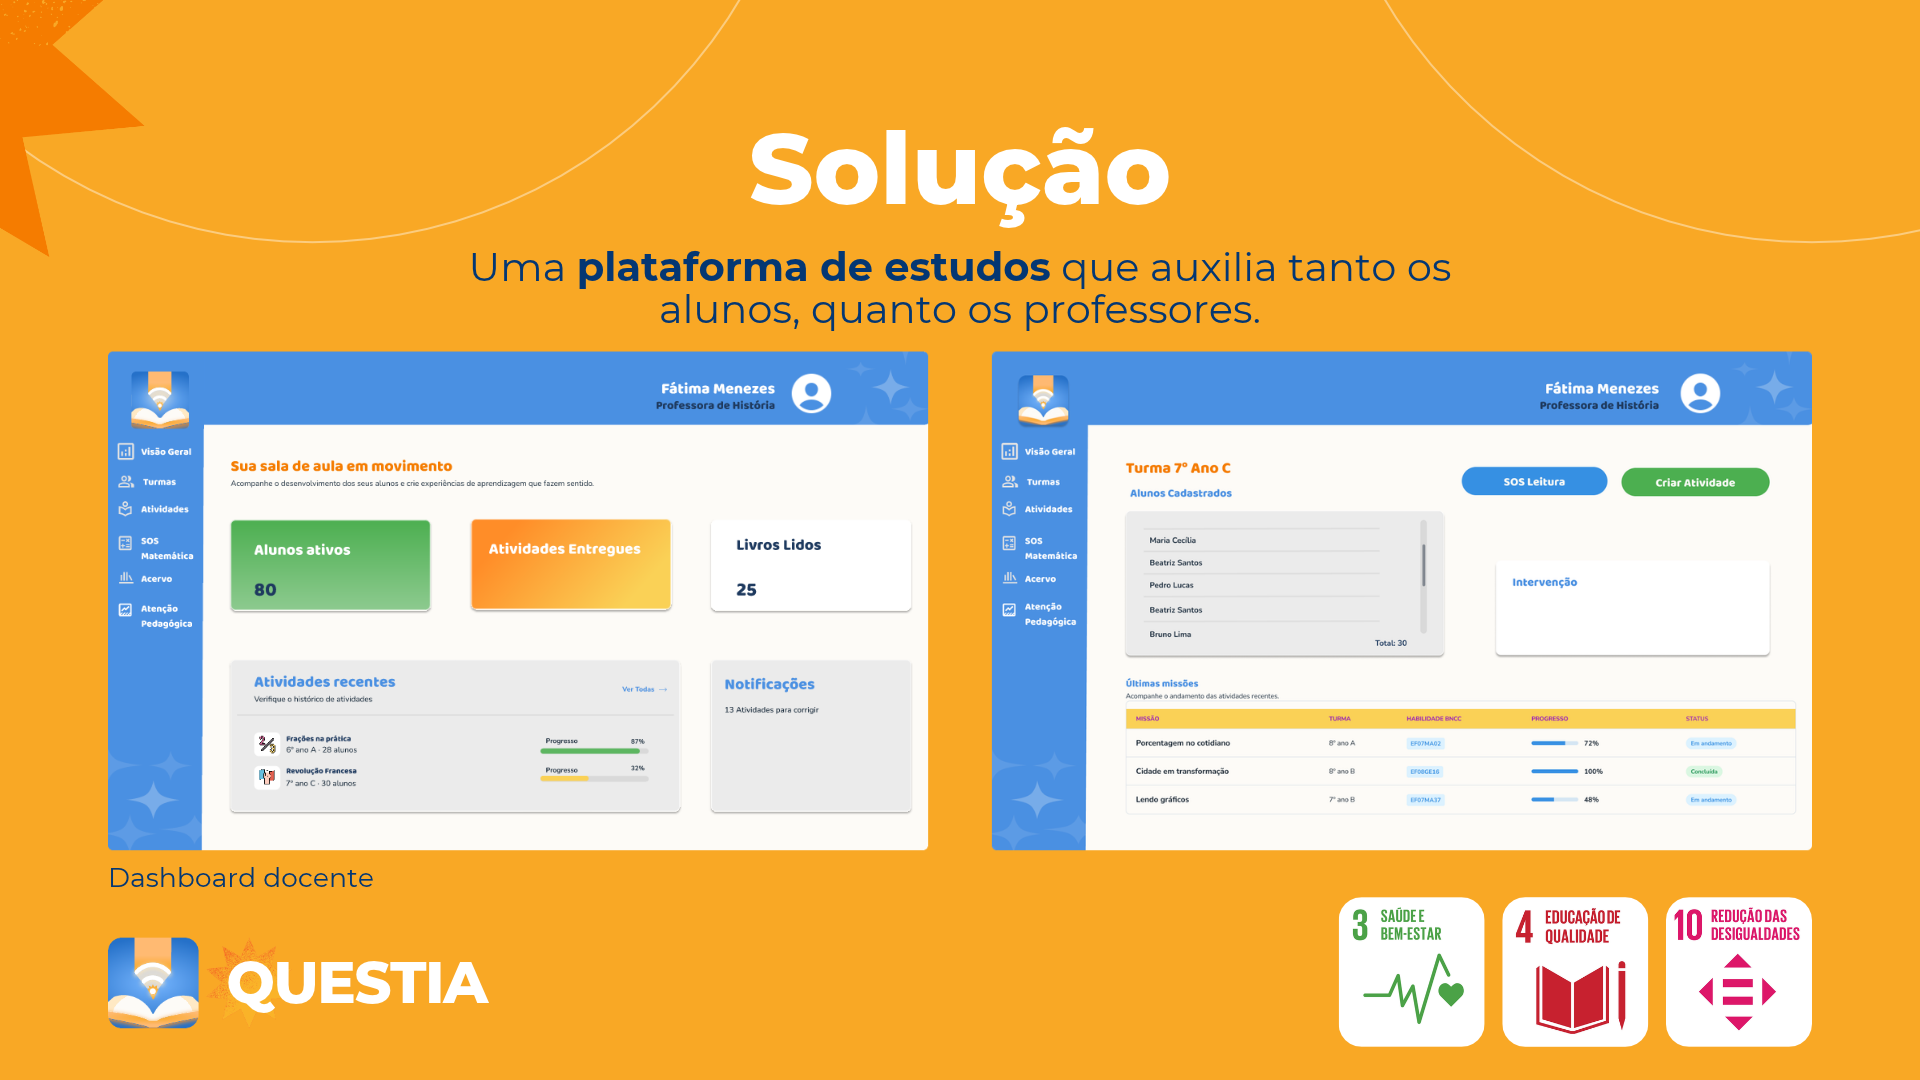 Solução
Uma plataforma de estudos que auxilia tanto os
alunos, quanto os professores.
Fátima Menezes
Professora de História
Visão Geral
Turmas
Atividades
SOS
Matemática
Acervo
Atenção
Pedagógica
Sua sala de aula em movimento
Acompanhe o desenvolvimento dos seus alunos e crie experiências de aprendizagem que fazem sentido.
Alunos ativos
80
Atividades Entregues
Livros Lidos
25
Atividades recentes
Verifique o histórico de atividades
Ver Todas →
Frações na prática
6º ano A · 28 alunos
Progresso 87%
Revolução Francesa
7º ano C · 30 alunos
Progresso 32%
Notificações
13 Atividades para corrigir
Fátima Menezes
Professora de História
Visão Geral
Turmas
Atividades
SOS
Matemática
Acervo
Atenção
Pedagógica
Turma 7º Ano C
Alunos Cadastrados
SOS Leitura
Criar Atividade
Maria Cecília
Beatriz Santos
Pedro Lucas
Beatriz Santos
Bruno Lima
Total: 30
Intervenção
Últimas missões
Acompanhe o andamento das atividades recentes.
MISSÃO TURMA HABILIDADE BNCC PROGRESSO STATUS
Porcentagem no cotidiano 8º ano A EF07MA02 72% Em andamento
Cidade em transformação 8º ano B EF08GE16 100% Concluída
Lendo gráficos 7º ano B EF07MA37 48% Em andamento
Dashboard docente
QUESTIA
3 SAÚDE E
BEM-ESTAR
4 EDUCAÇÃO DE
QUALIDADE
10 REDUÇÃO DAS
DESIGUALDADES